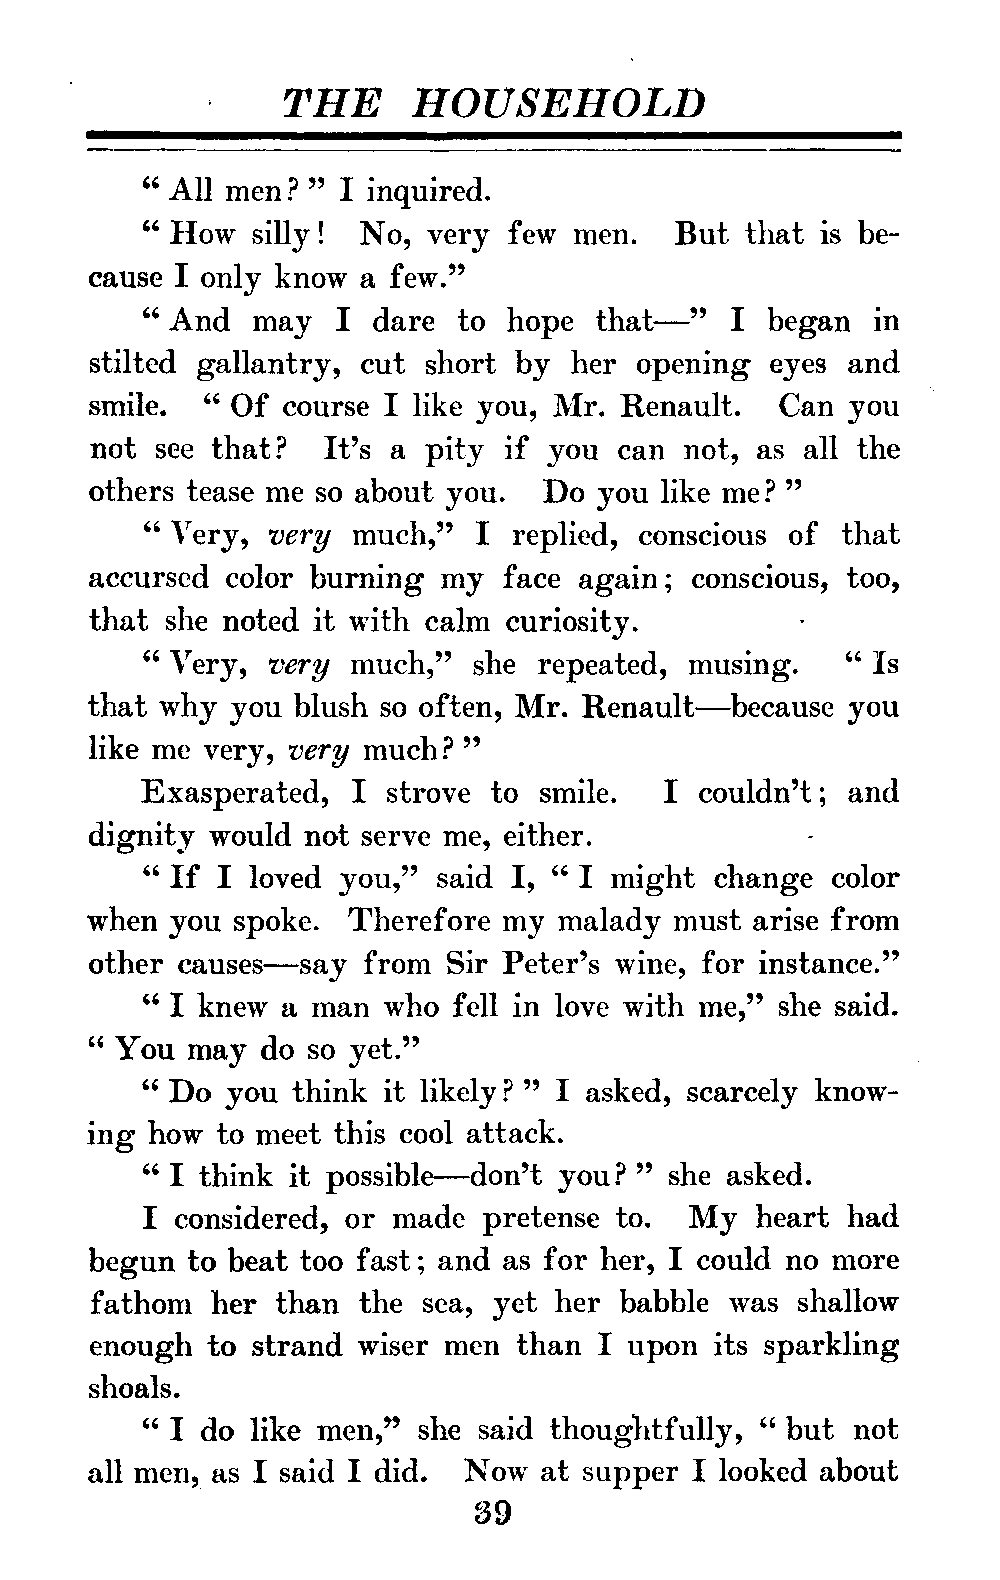 THE HOUSEHOLD
“ All men? ” I inquired.
“ How silly! No, very few men. But that is be-
cause I only know a few.”
“ And may I dare to hope that—” I began in
stilted gallantry, cut short by her opening eyes and
smile. “ Of course I like you, Mr. Renault. Can you
not see that? It’s a pity if you can not, as all the
others tease me so about you. Do you like me? ”
“ Very, very much,” I replied, conscious of that
accursed color burning my face again; conscious, too,
that she noted it with calm curiosity.
“ Very, very much,” she repeated, musing. “ Is
that why you blush so often, Mr. Renault—because you
like me very, very much? ”
Exasperated, I strove to smile. I couldn’t; and
dignity would not serve me, either.
“ If I loved you,” said I, “ I might change color
when you spoke. Therefore my malady must arise from
other causes—say from Sir Peter’s wine, for instance.”
“ I knew a man who fell in love with me,” she said.
“ You may do so yet.”
“ Do you think it likely? ” I asked, scarcely know-
ing how to meet this cool attack.
“ I think it possible—don’t you? ” she asked.
I considered, or made pretense to. My heart had
begun to beat too fast; and as for her, I could no more
fathom her than the sea, yet her babble was shallow
enough to strand wiser men than I upon its sparkling
shoals.
“ I do like men,” she said thoughtfully, “ but not
all men, as I said I did. Now at supper I looked about
39